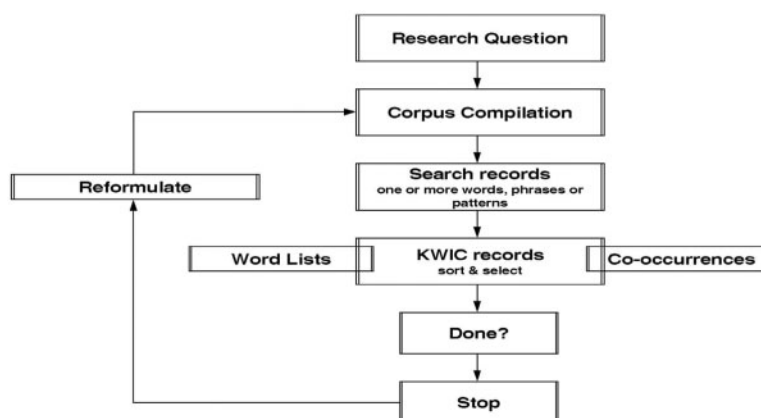 Research Question
Corpus Compilation
Search records
one or more words, phrases or
patterns
Reformulate
KWIC records
sort & select
Word Lists
Co-occurrences
Done?
Stop